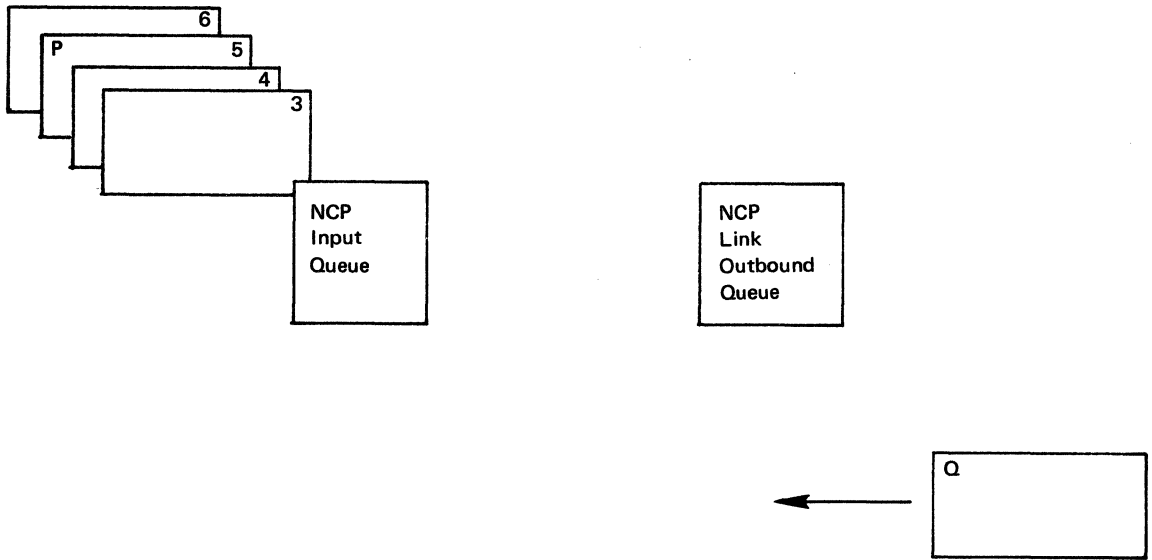 6
P 5
4
3
NCP
Input
Queue
NCP
Link
Outbound
Queue
Q